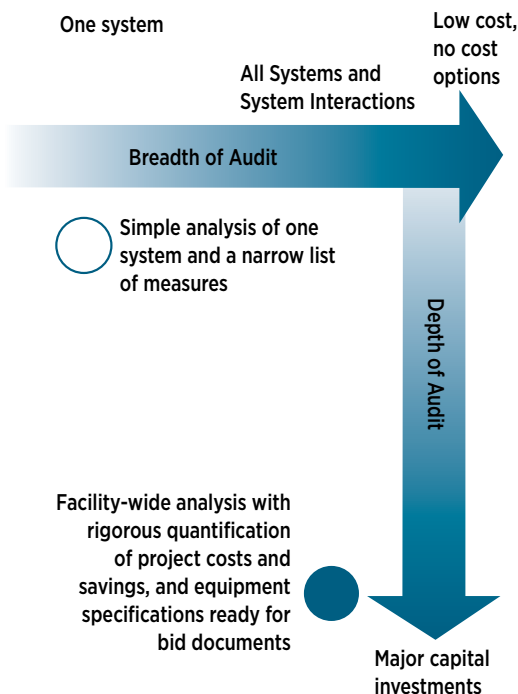 One system
Low cost,
no cost
options
All Systems and
System Interactions
Breadth of Audit
Simple analysis of one
system and a narrow list
of measures
Depth of Audit
Facility-wide analysis with
rigorous quantification
of project costs and
savings, and equipment
specifications ready for
bid documents
Major capital
investments